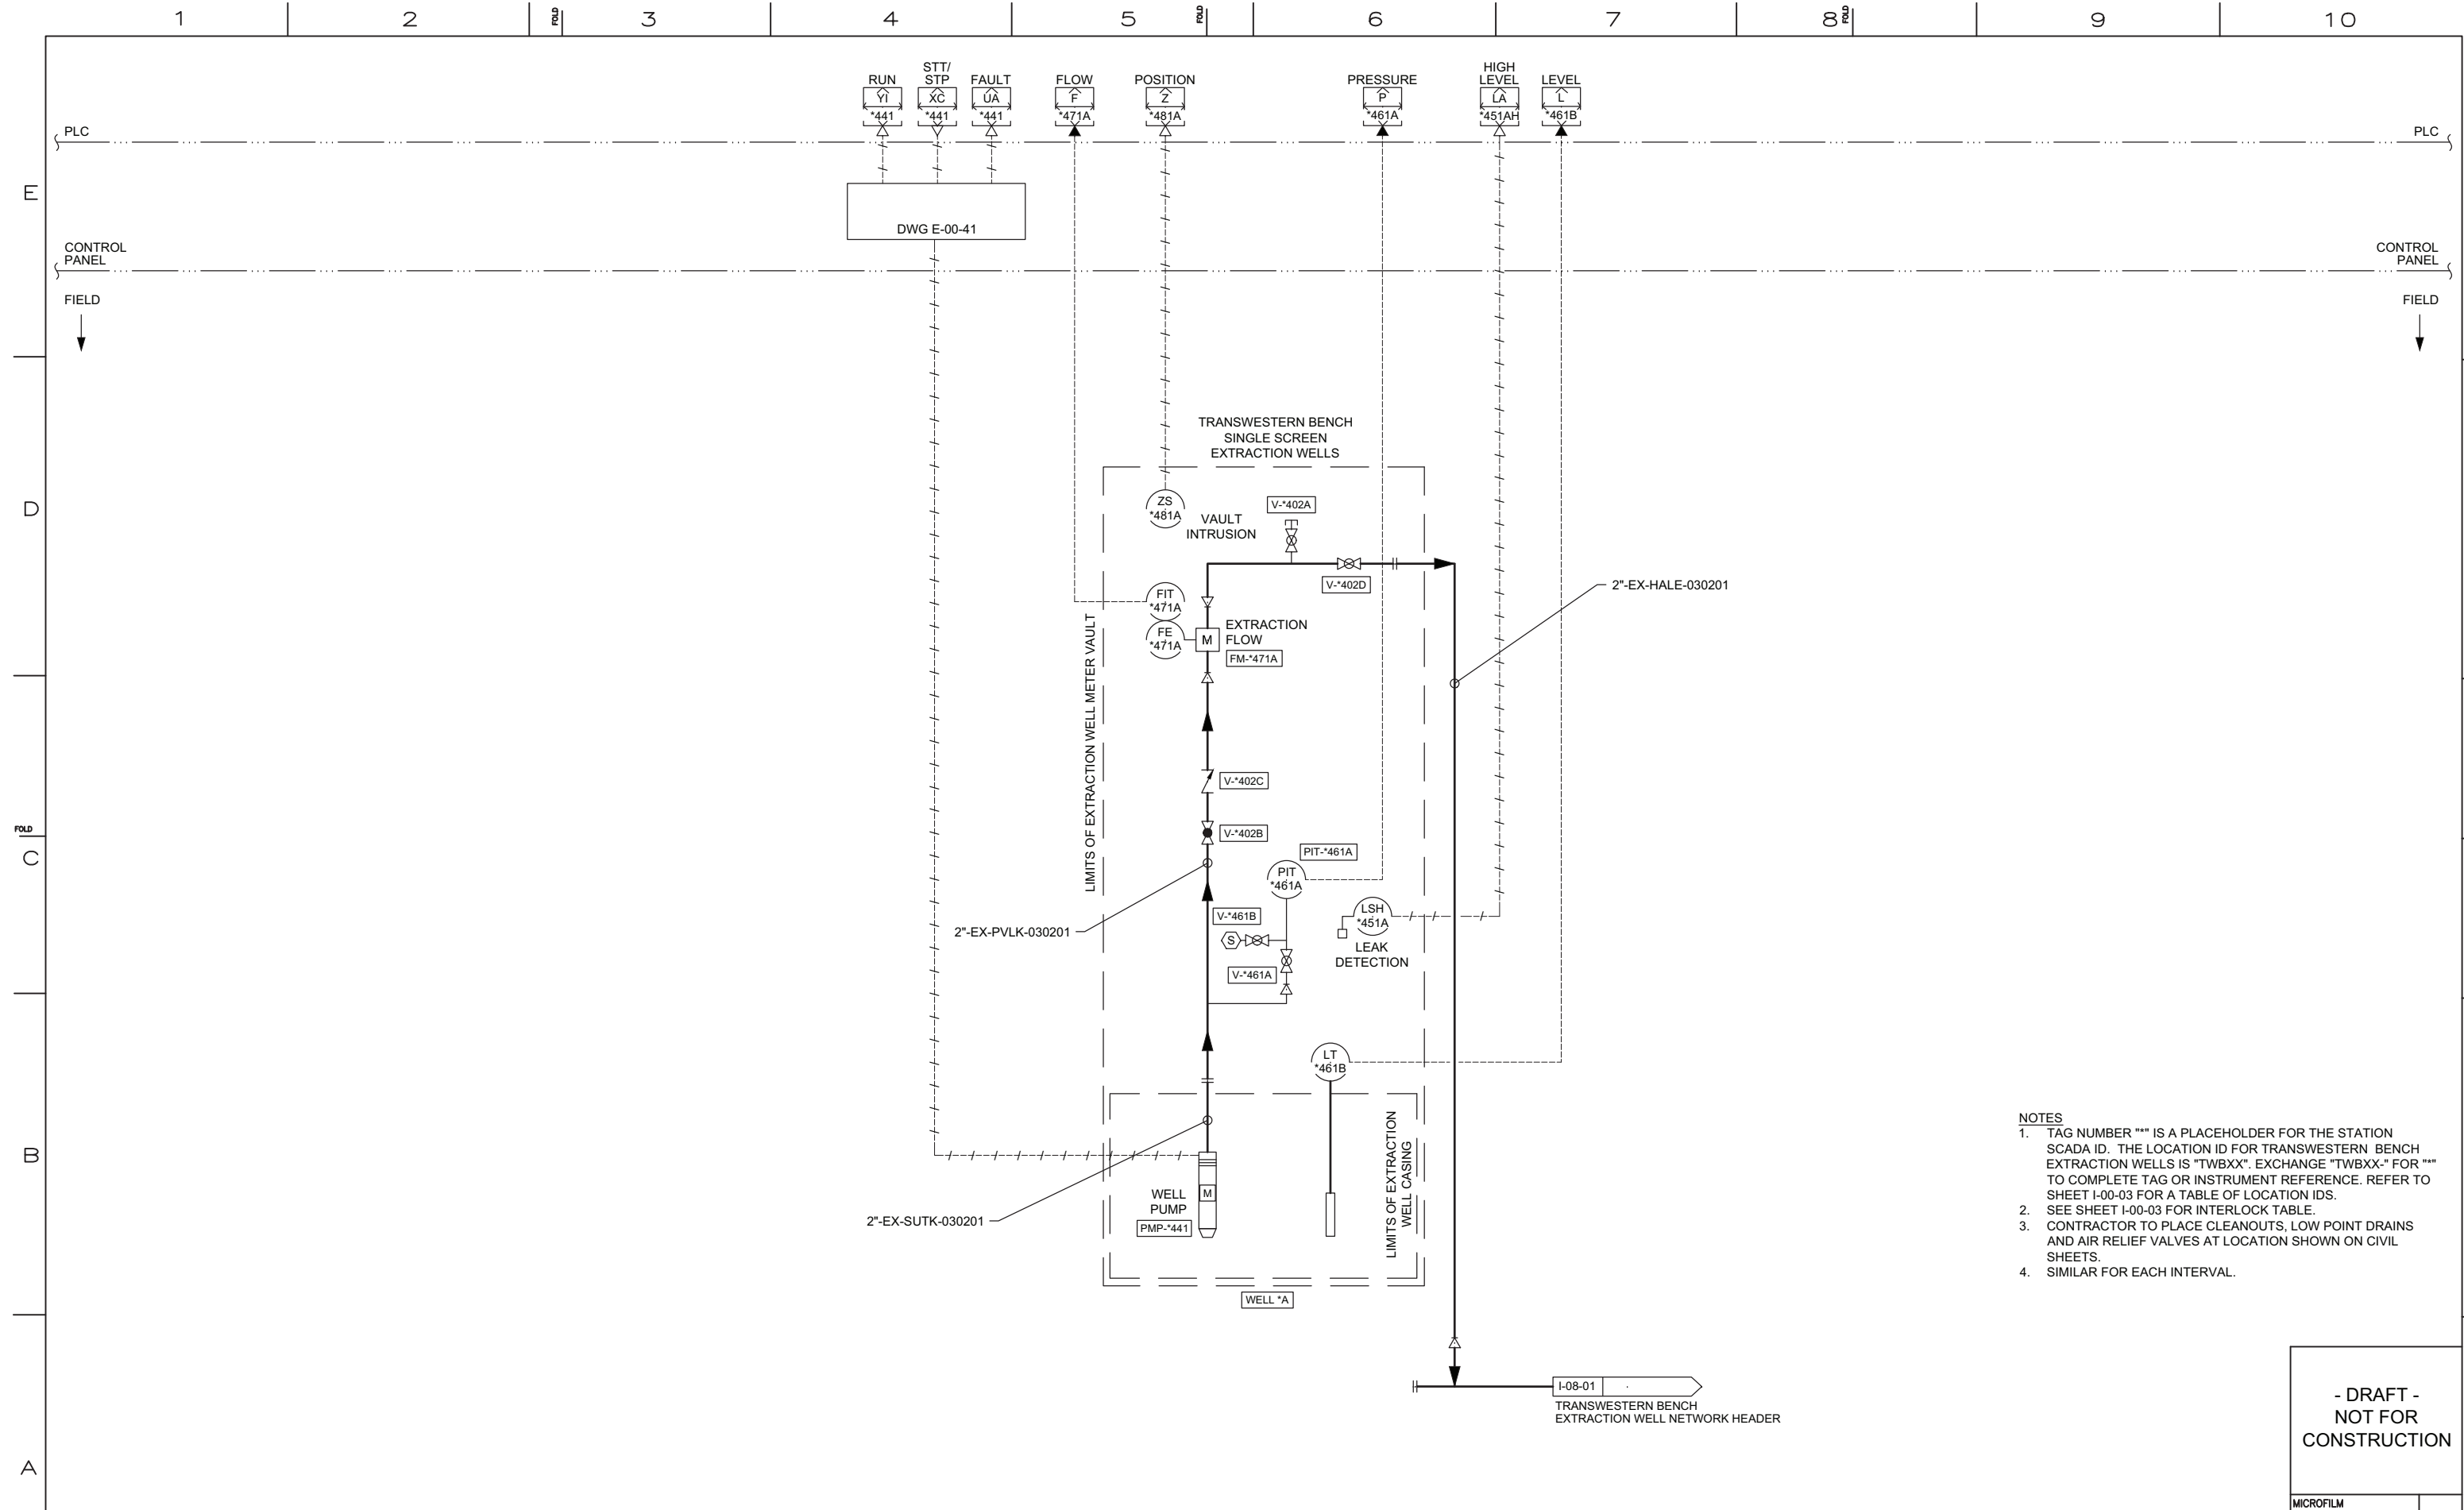 1 2 FOLD 3 4 5 FOLD 6 7 8 FOLD 9 10
RUN
YI
*441
STT/
STP
XC
*441
FAULT
UA
*441
FLOW
F
*471A
POSITION
Z
*481A
PRESSURE
P
*461A
HIGH
LEVEL
LA
*451AH
LEVEL
L
*461B
PLC
PLC
E
DWG E-00-41
CONTROL
PANEL
CONTROL
PANEL
FIELD
FIELD
TRANSWESTERN BENCH
SINGLE SCREEN
EXTRACTION WELLS
D
ZS
*481A
VAULT
INTRUSION
V-*402A
V-*402D
FIT
*471A
FE
*471A
M
EXTRACTION
FLOW
FM-*471A
2"-EX-HALE-030201
LIMITS OF EXTRACTION WELL METER VAULT
V-*402C
V-*402B
FOLD
C
PIT-*461A
PIT
*461A
V-*461B
S
V-*461A
LSH
*451A
LEAK
DETECTION
2"-EX-PVLK-030201
LT
*461B
B
WELL
PUMP
PMP-*441
M
LIMITS OF EXTRACTION
WELL CASING
2"-EX-SUTK-030201
WELL *A
NOTES
1. TAG NUMBER "*" IS A PLACEHOLDER FOR THE STATION
SCADA ID. THE LOCATION ID FOR TRANSWESTERN BENCH
EXTRACTION WELLS IS "TWBXX". EXCHANGE "TWBXX-" FOR "*"
TO COMPLETE TAG OR INSTRUMENT REFERENCE. REFER TO
SHEET I-00-03 FOR A TABLE OF LOCATION IDS.
2. SEE SHEET I-00-03 FOR INTERLOCK TABLE.
3. CONTRACTOR TO PLACE CLEANOUTS, LOW POINT DRAINS
AND AIR RELIEF VALVES AT LOCATION SHOWN ON CIVIL
SHEETS.
4. SIMILAR FOR EACH INTERVAL.
I-08-01
TRANSWESTERN BENCH
EXTRACTION WELL NETWORK HEADER
A
- DRAFT -
NOT FOR
CONSTRUCTION
MICROFILM